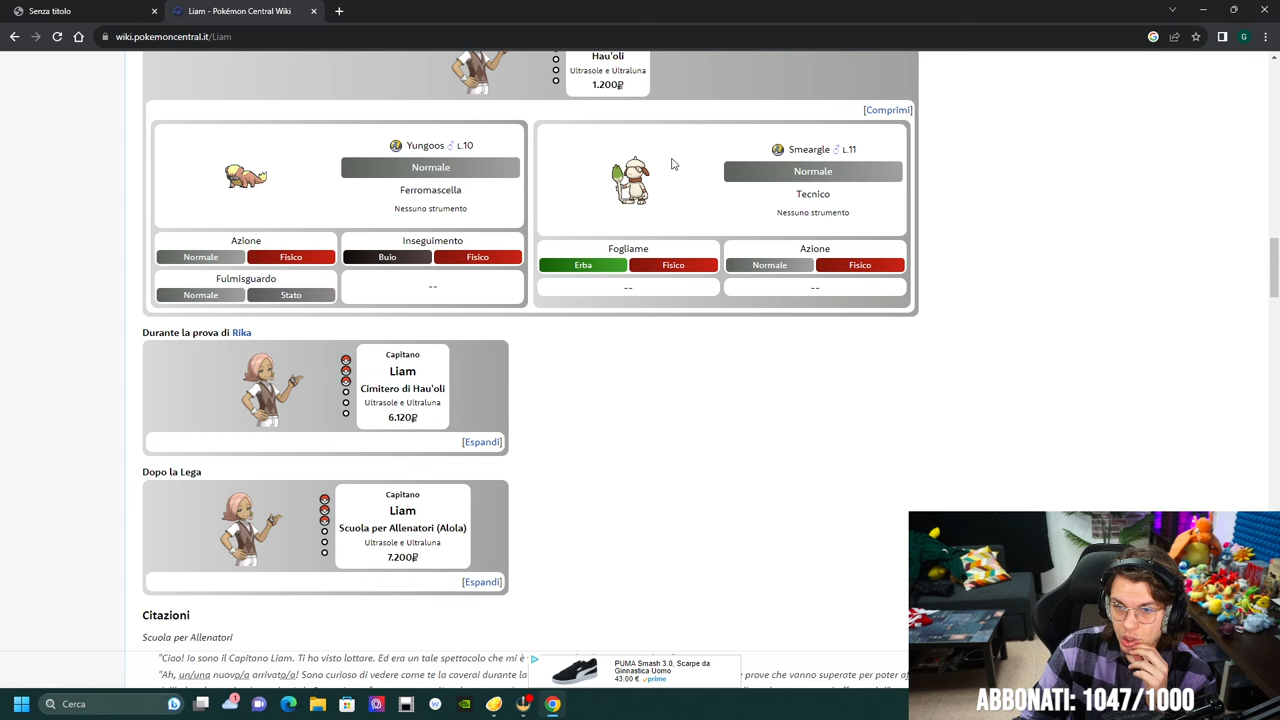 Senza titolo
Liam - Pokémon Central Wiki
wiki.pokemoncentral.it/Liam
G
Hau'oli
Ultrasole e Ultraluna
1.200
[Comprimi]
Yungoos ♂ L.10
Normale
Ferromascella
Nessuno strumento
Azione
Normale Fisico
Inseguimento
Buio Fisico
Fulmisguardo
Normale Stato
--
Smeargle ♂ L.11
Normale
Tecnico
Nessuno strumento
Fogliame
Erba Fisico
Azione
Normale Fisico
--
--
Durante la prova di Rika
Capitano
Liam
Cimitero di Hau'oli
Ultrasole e Ultraluna
6.120
[Espandi]
Dopo la Lega
Capitano
Liam
Scuola per Allenatori (Alola)
Ultrasole e Ultraluna
7.200
[Espandi]
Citazioni
Scuola per Allenatori
"Ciao! Io sono il Capitano Liam. Ti ho visto lottare. Ed era un tale spettacolo che mi è
"Ah, un/una nuovo/a arrivato/a! Sono curioso di vedere come te la caverai durante la
prove che vanno superate per
PUMA Smash 3.0, Scarpe da
Ginnastica Uomo
43,00 € prime
Cerca
1
ABBONATI: 1047/1000